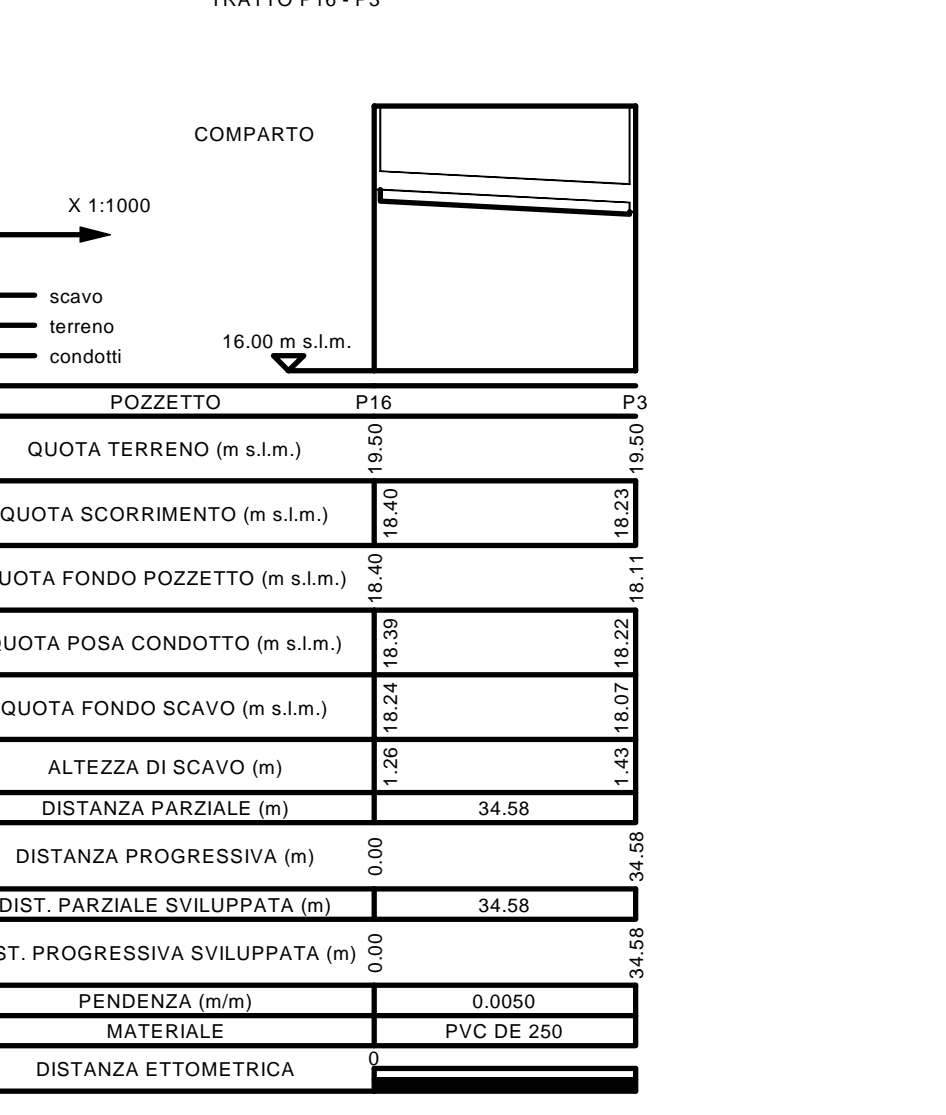 TRATTO P16 - P3
COMPARTO
X 1:1000
scavo
terreno
condotti
16.00 m s.l.m.
POZZETTO P16 P3
QUOTA TERRENO (m s.l.m.) 19.50 19.50
QUOTA SCORRIMENTO (m s.l.m.) 18.40 18.23
UOTA FONDO POZZETTO (m s.l.m.) 18.40 18.11
QUOTA POSA CONDOTTO (m s.l.m.) 18.39 18.22
QUOTA FONDO SCAVO (m s.l.m.) 18.24 18.07
ALTEZZA DI SCAVO (m) 1.26 1.43
DISTANZA PARZIALE (m) 34.58
DISTANZA PROGRESSIVA (m) 0.00 34.58
DIST. PARZIALE SVILUPPATA (m) 34.58
ST. PROGRESSIVA SVILUPPATA (m) 0.00 34.58
PENDENZA (m/m) 0.0050
MATERIALE PVC DE 250
DISTANZA ETTOMETRICA 0